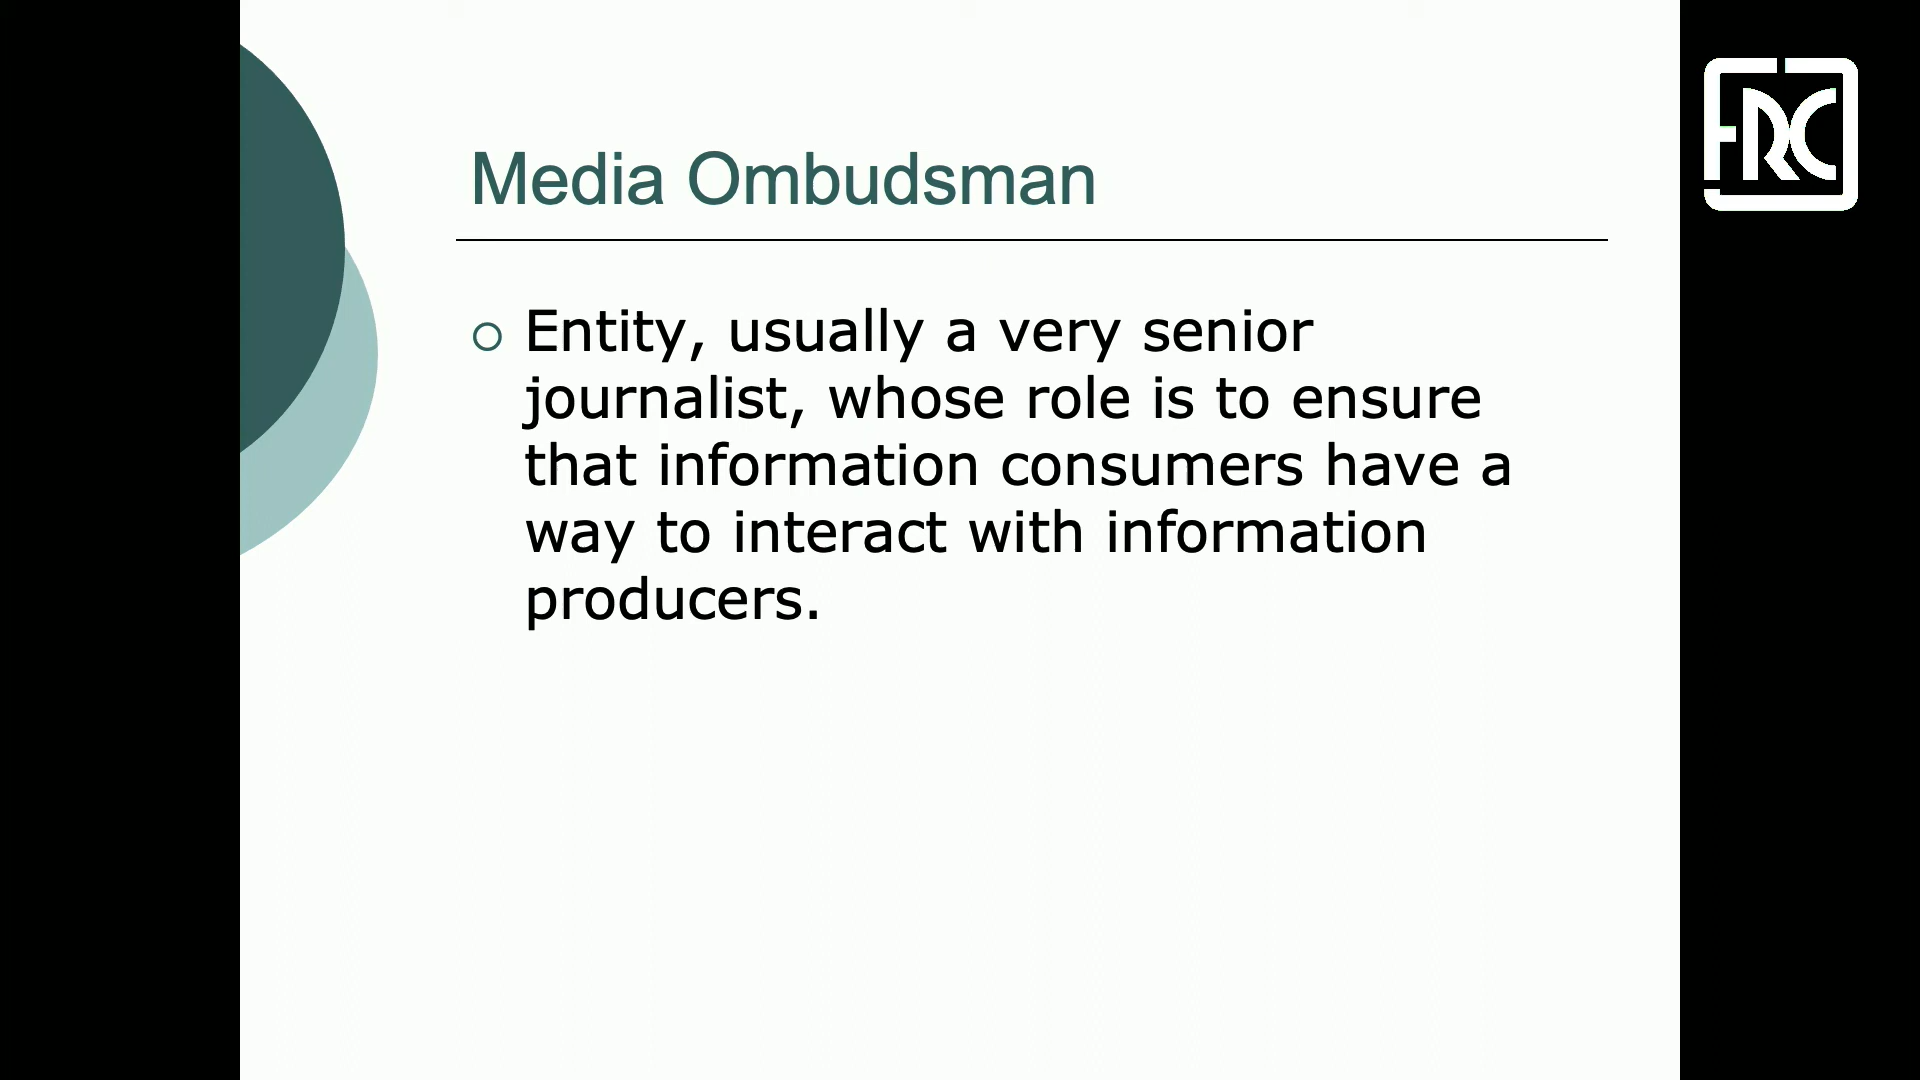 FRC
Media Ombudsman
Entity, usually a very senior
journalist, whose role is to ensure
that information consumers have a
way to interact with information
producers.